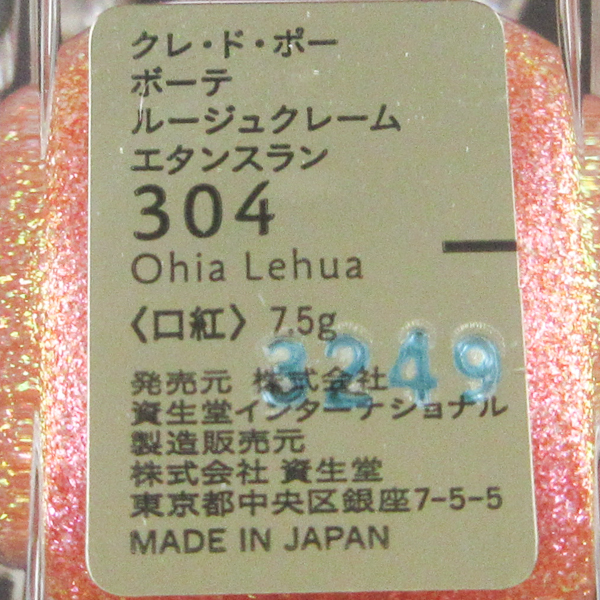 クレ・ド・ポー
ボーテ
ルージュクレーム
エタンスラン
304
Ohia Lehua
〈口紅〉 7.5g
3249
発売元 株式会社
資生堂インターナショナル
製造販売元
株式会社 資生堂
東京都中央区銀座7-5-5
MADE IN JAPAN